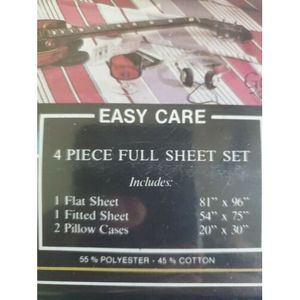 EASY CARE
4 PIECE FULL SHEET SET
Includes:
1 Flat Sheet 81" x 96"
1 Fitted Sheet 54" x 75"
2 Pillow Cases 20" x 30"
55 % POLYESTER - 45 % COTTON